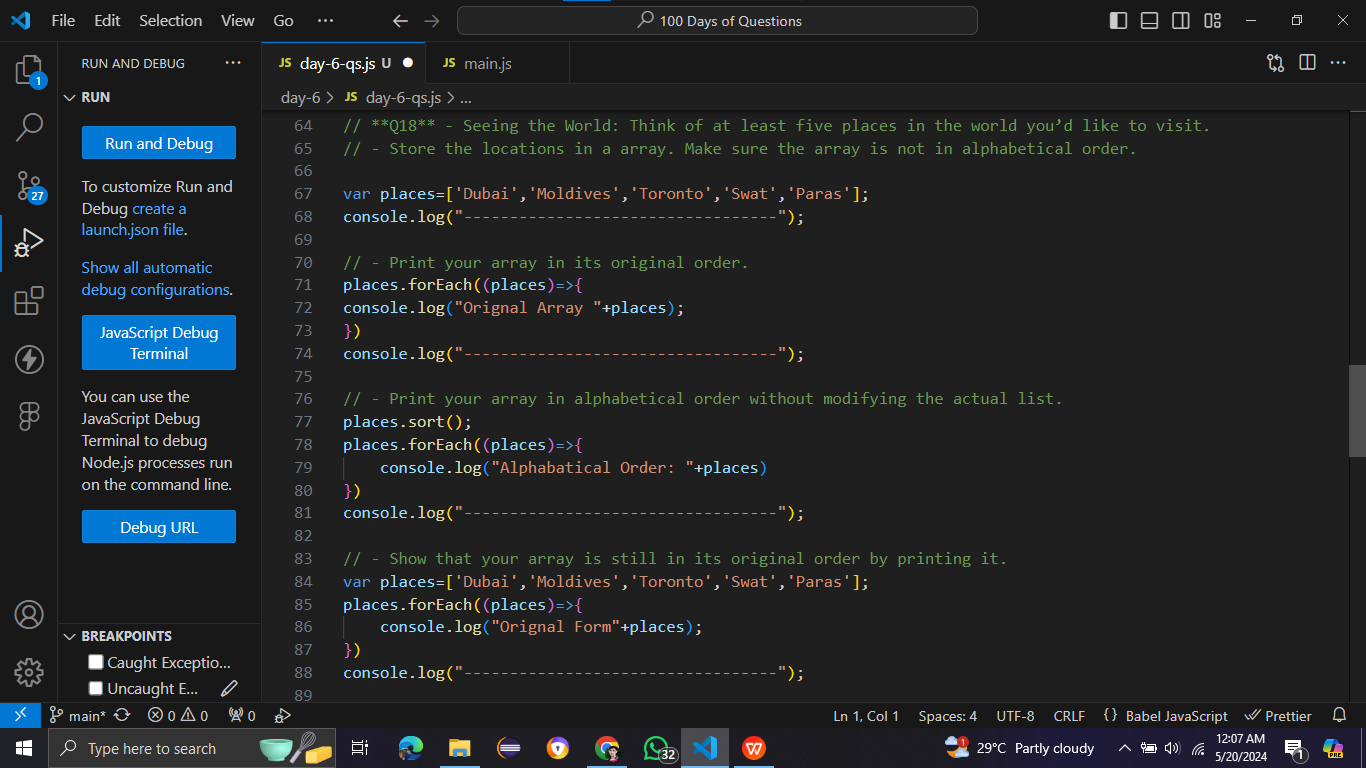 File Edit Selection View Go ··· 100 Days of Questions
RUN AND DEBUG ···
JS day-6-qs.js U ● JS main.js
RUN
day-6 > JS day-6-qs.js > ...
Run and Debug
To customize Run and
Debug create a
launch.json file.
Show all automatic
debug configurations.
JavaScript Debug
Terminal
You can use the
JavaScript Debug
Terminal to debug
Node.js processes run
on the command line.
Debug URL
BREAKPOINTS
Caught Exceptio...
Uncaught E...
1
27
64 // **Q18** - Seeing the World: Think of at least five places in the world you’d like to visit.
65 // - Store the locations in a array. Make sure the array is not in alphabetical order.
66
67 var places=['Dubai','Moldives','Toronto','Swat','Paras'];
68 console.log("----------------------------------");
69
70 // - Print your array in its original order.
71 places.forEach((places)=>{
72 console.log("Orignal Array "+places);
73 })
74 console.log("----------------------------------");
75
76 // - Print your array in alphabetical order without modifying the actual list.
77 places.sort();
78 places.forEach((places)=>{
79 console.log("Alphabatical Order: "+places)
80 })
81 console.log("----------------------------------");
82
83 // - Show that your array is still in its original order by printing it.
84 var places=['Dubai','Moldives','Toronto','Swat','Paras'];
85 places.forEach((places)=>{
86 console.log("Orignal Form"+places);
87 })
88 console.log("----------------------------------");
89
main* 0 0 0 Ln 1, Col 1 Spaces: 4 UTF-8 CRLF {} Babel JavaScript Prettier
Type here to search 32 1 29°C Partly cloudy 12:07 AM
5/20/2024 1 PRE